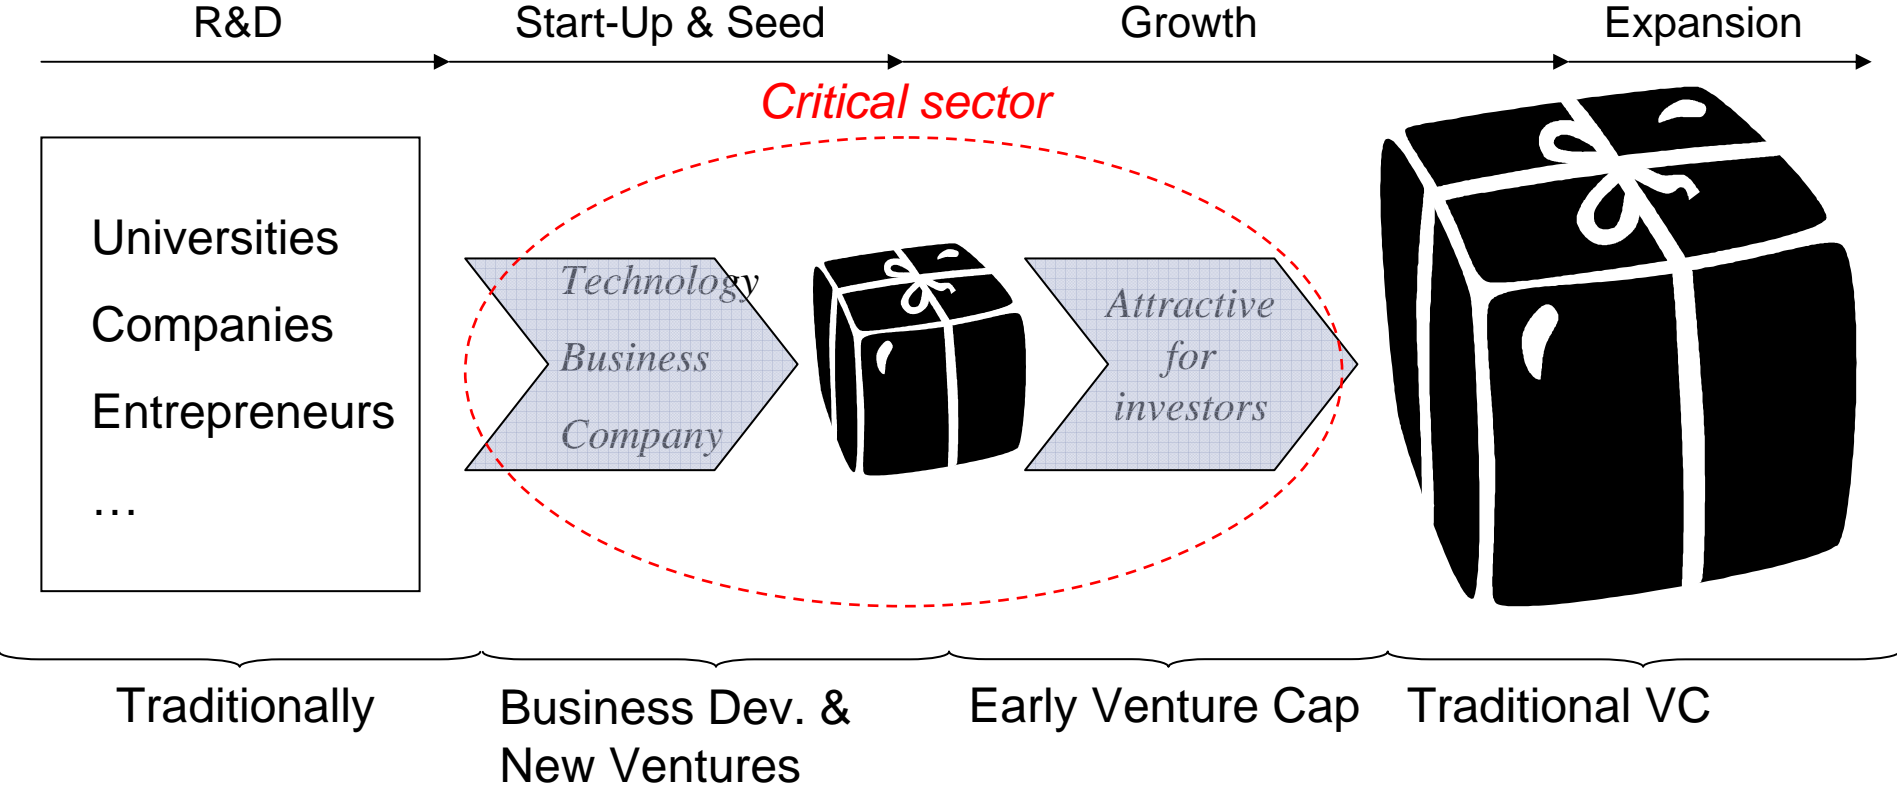 R&D
Start-Up & Seed
Growth
Expansion
Critical sector
Universities
Companies
Entrepreneurs
…
Technology
Business
Company
Attractive
for
investors
Traditionally
Business Dev. &
New Ventures
Early Venture Cap
Traditional VC